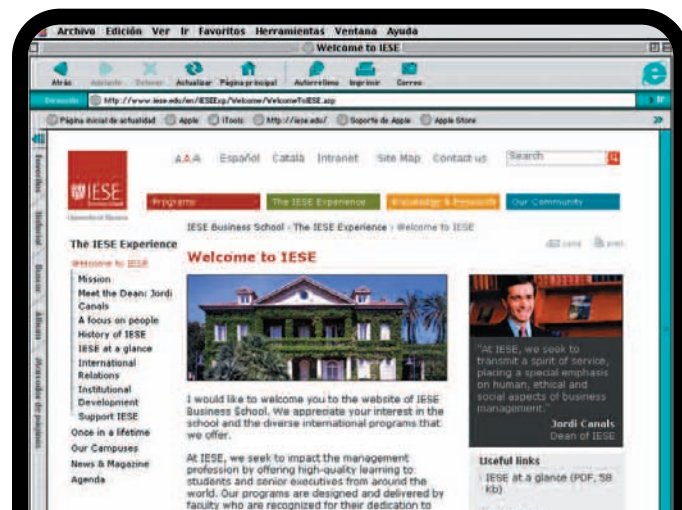 Archivo Edición Ver Ir Favoritos Herramientas Ventana Ayuda
Welcome to IESE
Atrás Adelante Detener Actualizar Página principal Autorrelleno Imprimir Correo
http://www.iese.edu/en/IESEExp/Welcome/WelcomeToIESE.asp
Ir
Página inicial de actualidad Apple iTools http://iese.edu/ Soporte de Apple Apple Store
Favoritos
Historial
Buscar
Álbum
IESE
A A A Español Català Intranet Site Map Contact us Search
Programs The IESE Experience Knowledge & Research Our Community
IESE Business School › The IESE Experience › Welcome to IESE
The IESE Experience
Welcome to IESE
Mission
Meet the Dean: Jordi
Canals
A focus on people
History of IESE
IESE at a glance
International
Relations
Institutional
Development
Support IESE
Once in a lifetime
Our Campuses
News & Magazine
Agenda
Welcome to IESE
I would like to welcome you to the website of IESE
Business School. We appreciate your interest in the
school and the diverse international programs that
we offer.
At IESE, we seek to impact the management
profession by offering high-quality learning to
students and senior executives from around the
world. Our programs are designed and delivered by
faculty who are recognized for their dedication to
"At IESE, we seek to
transmit a spirit of service,
placing a special emphasis
on human, ethical and
social aspects of business
management."
Jordi Canals
Dean of IESE
Useful links
IESE at a glance (PDF, 58
Kb)